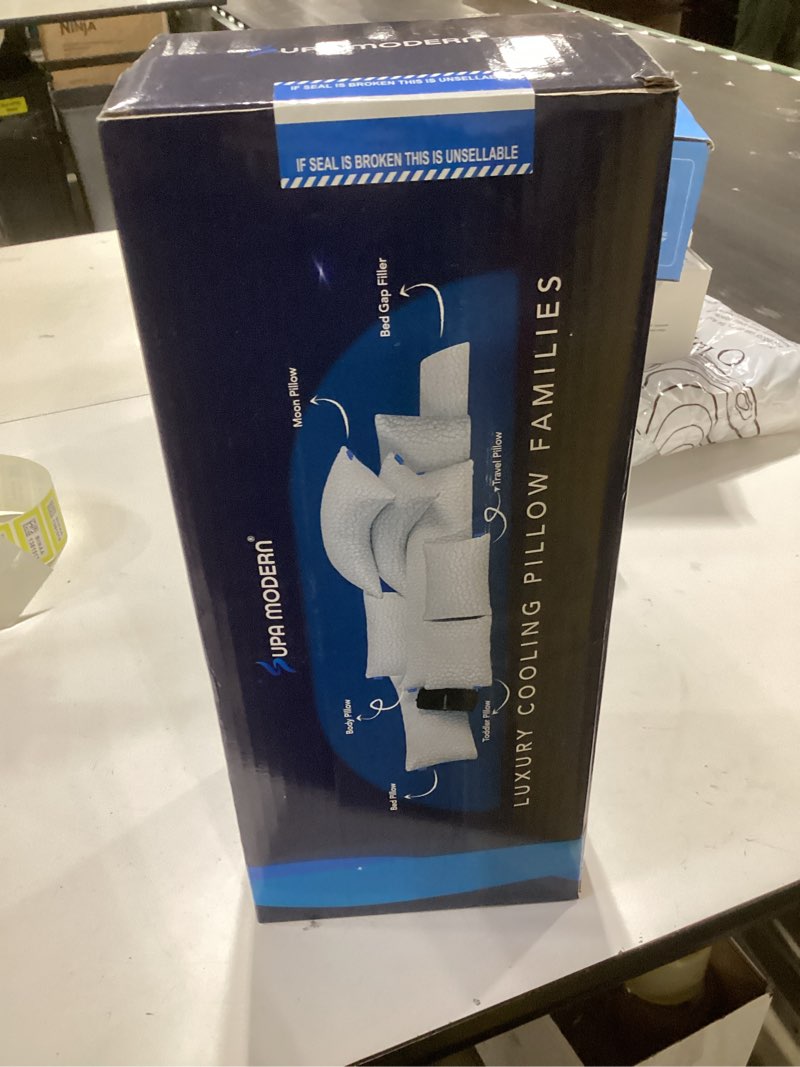 NINJA
UPA MODERN
IF SEAL IS BROKEN THIS IS UNSELLABLE
IF SEAL IS BROKEN THIS IS UNSELLABLE
SUPA MODERN®
Bed Gap Filler
Moon Pillow
Travel Pillow
Body Pillow
Toddler Pillow
Bed Pillow
LUXURY COOLING PILLOW FAMILIES